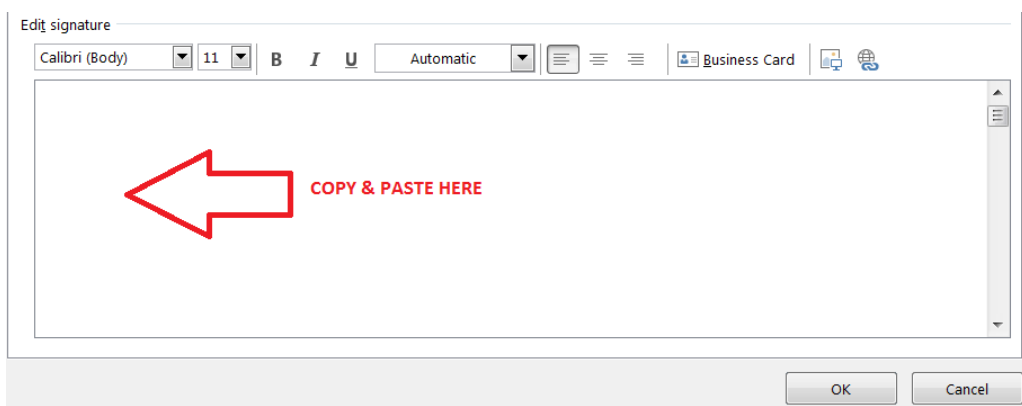 Edit signature
Calibri (Body) 11 B I U Automatic Business Card
COPY & PASTE HERE
OK Cancel